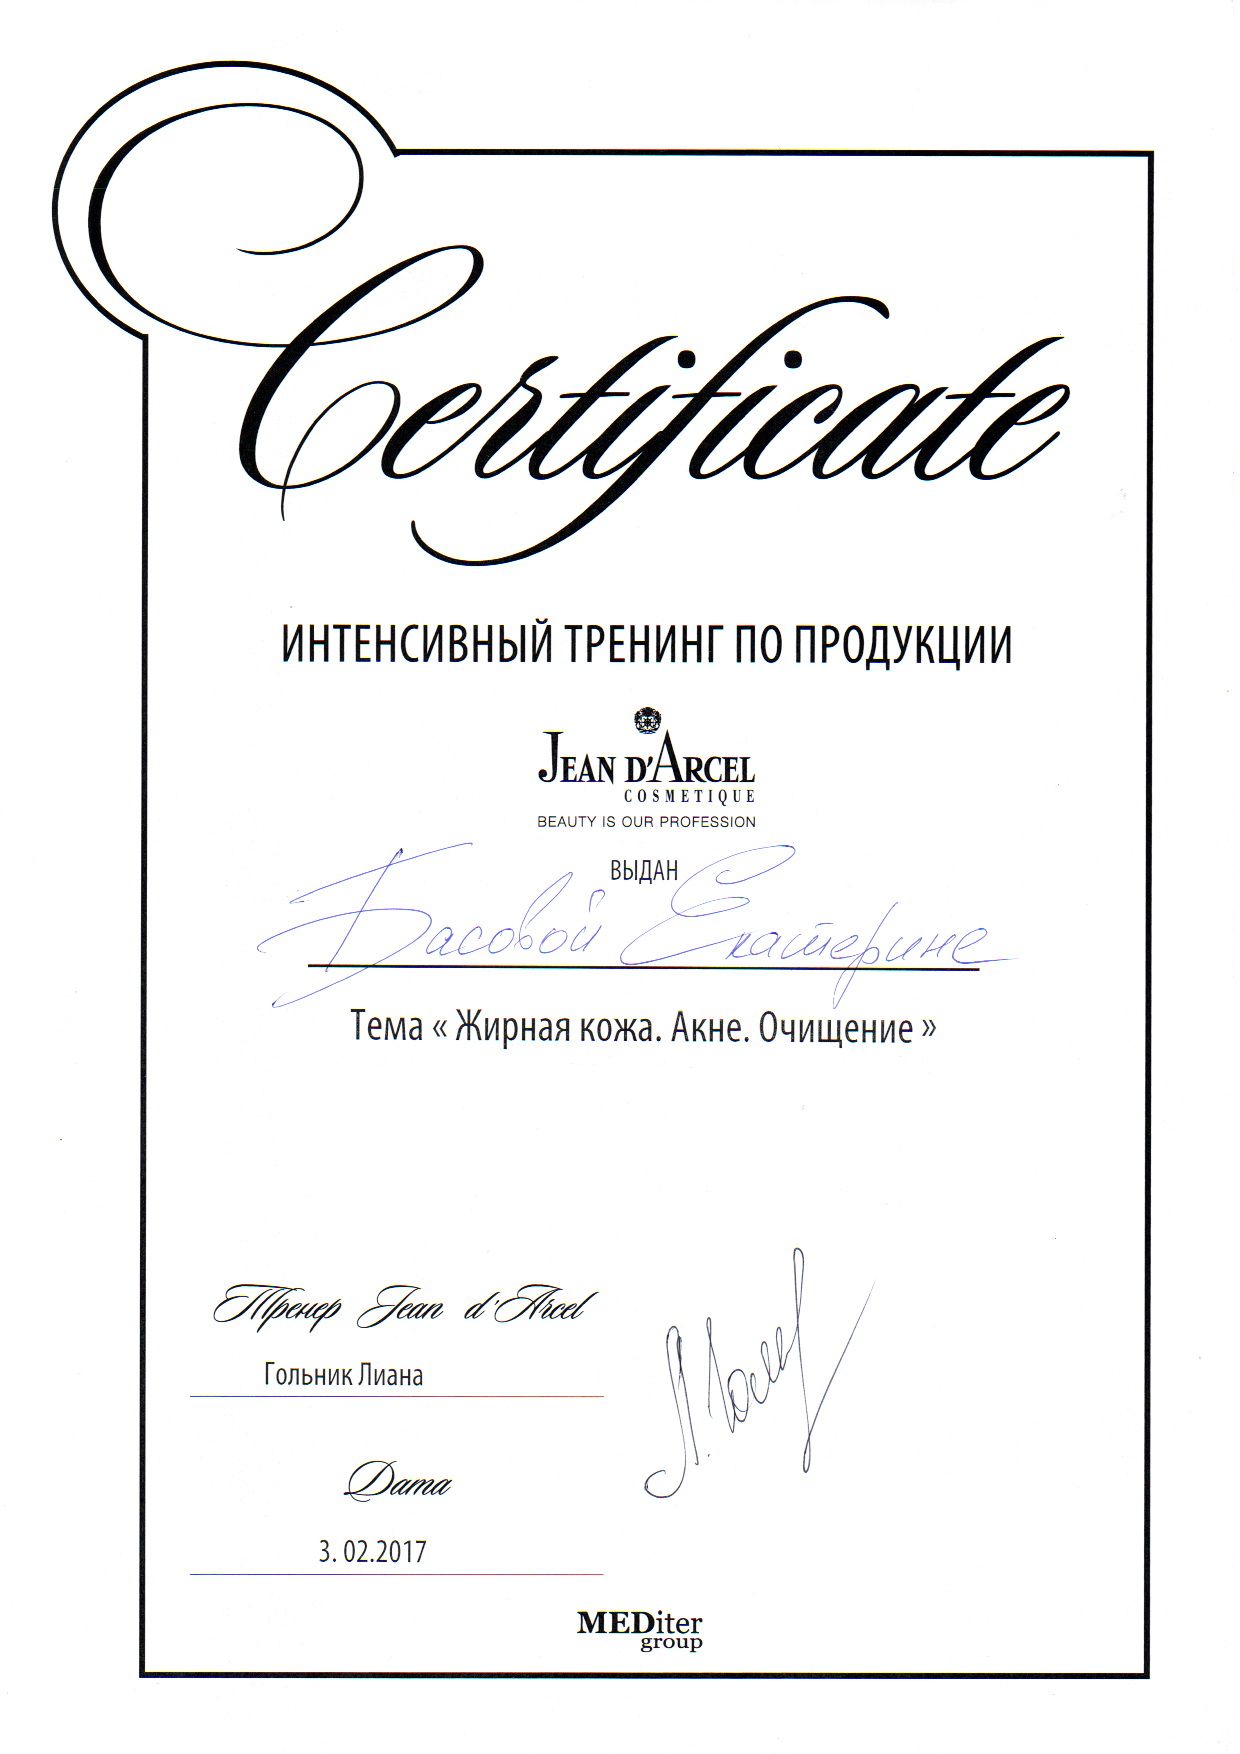 Certificate
ИНТЕНСИВНЫЙ ТРЕНИНГ ПО ПРОДУКЦИИ
JEAN D'ARCEL
COSMETIQUE
BEAUTY IS OUR PROFESSION
ВЫДАН
Басовой Екатерине
Тема « Жирная кожа. Акне. Очищение »
Тренер Jean d'Arcel
Гольник Лиана
Дата
3. 02.2017
MEDiter
group